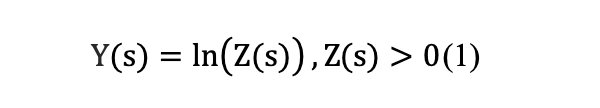 Y(s) = ln(Z(s)) , Z(s) > 0(1)